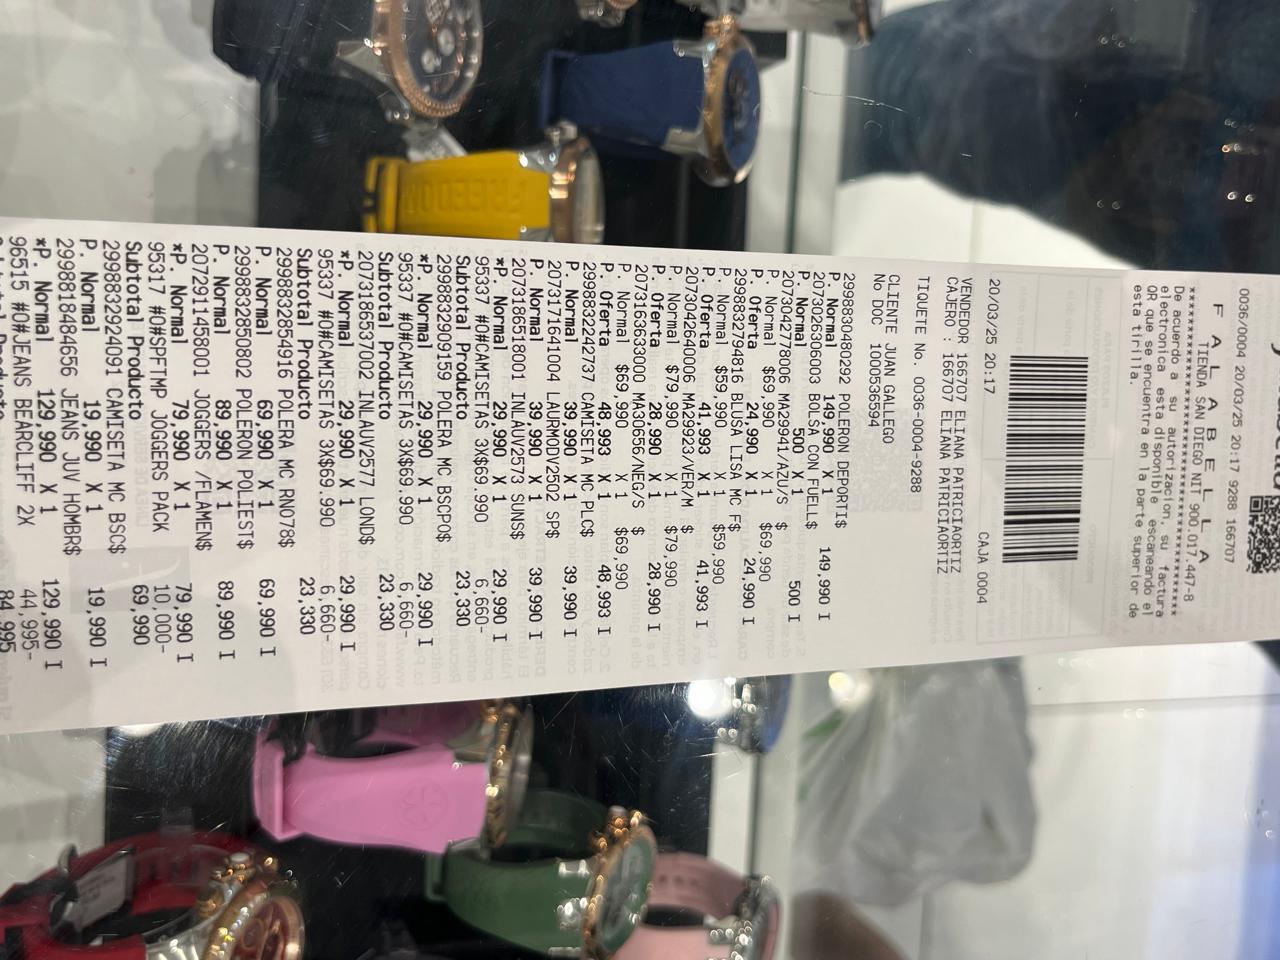 0036/0004 20/03/25 20:17 9288 166707
F A L A B E L L A
TIENDA SAN DIEGO NIT 900.017.447-8
************************************
De acuerdo a su autorizacion, su factura
electronica esta disponible escaneando el
QR que se encuentra en la parte superior de
esta tirilla.
20/03/25 20:17 CAJA 0004
VENDEDOR 166707 ELIANA PATRICIAORTIZ
CAJERO : 166707 ELIANA PATRICIAORTIZ
TIQUETE No. 0036-0004-9288
CLIENTE JUAN GALLEGO
No DOC 1000536594
2998830480292 POLERON DEPORTI$
P. Normal 149,990 X 1 149,990 I
2073026306003 BOLSA CON FUELL$
P. Normal 500 X 1 500 I
2073042778006 MA29941/AZU/S $
P. Normal $69,990 X 1 $69,990
P. Oferta 24,990 X 1 24,990 I
2998832794816 BLUSA LISA MC F$
P. Normal $59,990 X 1 $59,990
P. Oferta 41,993 X 1 41,993 I
2073042640006 MA29923/VER/M $
P. Normal $79,990 X 1 $79,990
P. Oferta 28,990 X 1 28,990 I
2073163633000 MA30656/NEG/S $
P. Normal $69,990 X 1 $69,990
P. Oferta 48,993 X 1 48,993 I
2998832242737 CAMISETA MC PLC$
P. Normal 39,990 X 1 39,990 I
2073171641004 LAURMODV2502 SP$
P. Normal 39,990 X 1 39,990 I
2073186518001 INLAUV2573 SUNS$
*P. Normal 29,990 X 1 29,990 I
95337 #0#CAMISETAS 3X$69.990 6,660-
Subtotal Producto 23,330
2998832909159 POLERA MC BSCPO$
*P. Normal 29,990 X 1 29,990 I
95337 #0#CAMISETAS 3X$69.990 6,660-
Subtotal Producto 23,330
2073186537002 INLAUV2577 LOND$
*P. Normal 29,990 X 1 29,990 I
95337 #0#CAMISETAS 3X$69.990 6,660-
Subtotal Producto 23,330
2998832854916 POLERA MC RNO78$
P. Normal 69,990 X 1 69,990 I
2998832850802 POLERON POLIEST$
P. Normal 89,990 X 1 89,990 I
2072911458001 JOGGERS /FLAMEN$
*P. Normal 79,990 X 1 79,990 I
95317 #0#SPFTMP JOGGERS PACK 10,000-
Subtotal Producto 69,990
2998832924091 CAMISETA MC BSC$
P. Normal 19,990 X 1 19,990 I
2998818484656 JEANS JUV HOMBR$
*P. Normal 129,990 X 1 129,990 I
96515 #0#JEANS BEARCLIFF 2X 44,995-
Subtotal Producto 84,995
FREEDOM